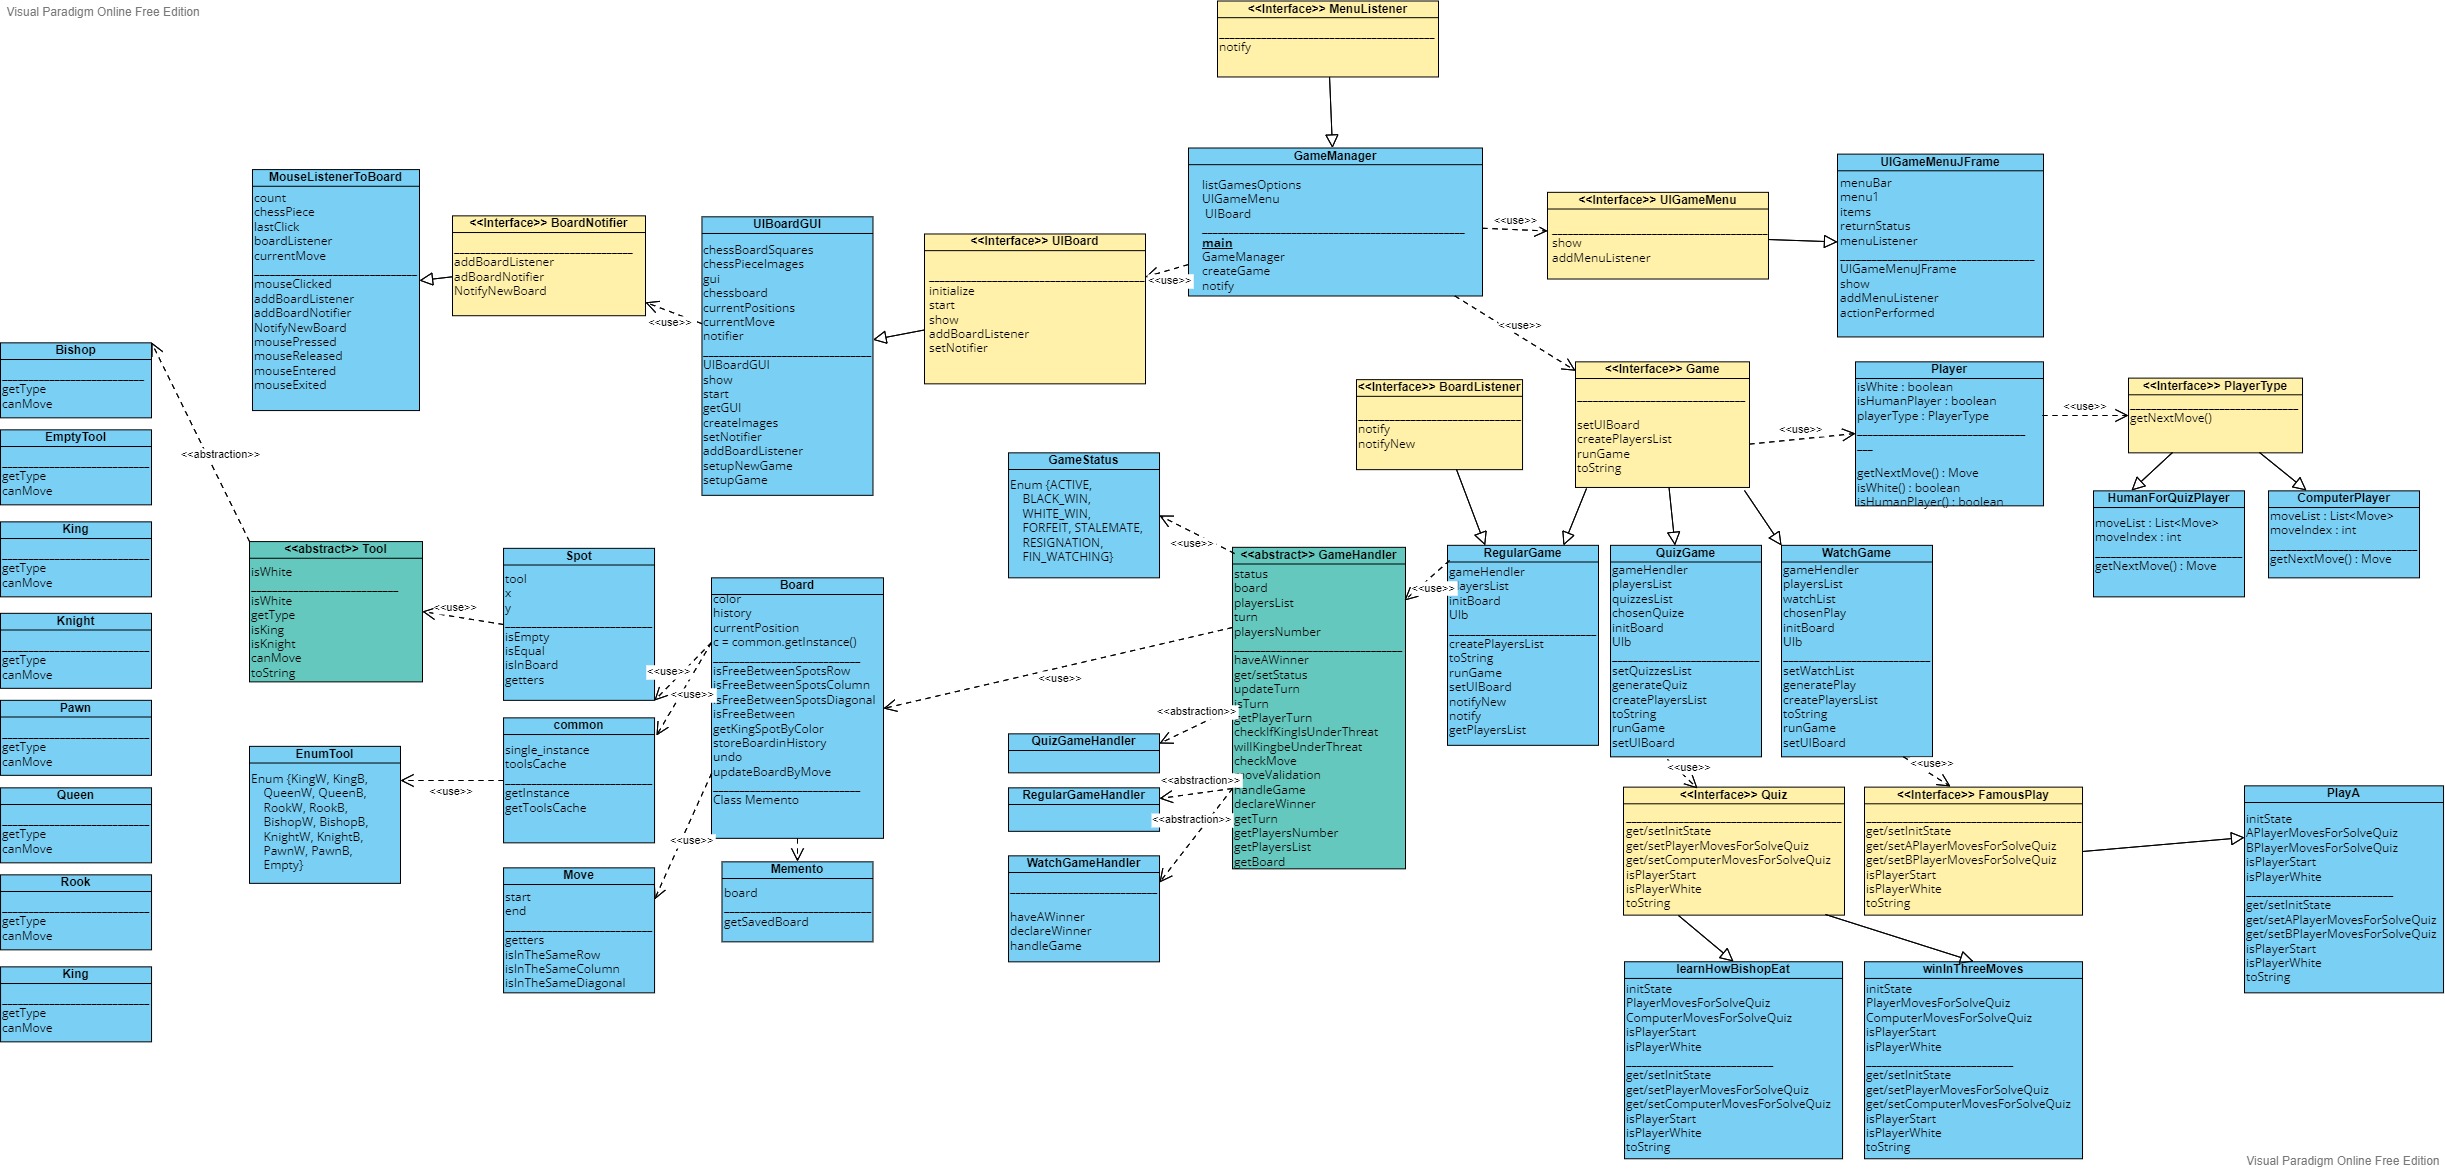 Visual Paradigm Online Free Edition
<<Interface>> MenuListener
notify
GameManager
listGamesOptions
UIGameMenu
UIBoard
main
GameManager
createGame
notify
<<use>>
<<use>>
<<use>>
<<Interface>> UIGameMenu
show
addMenuListener
UIGameMenuJFrame
menuBar
menu1
items
returnStatus
menuListener
UIGameMenuJFrame
show
addMenuListener
actionPerformed
MouseListenerToBoard
count
chessPiece
lastClick
boardListener
currentMove
mouseClicked
addBoardListener
addBoardNotifier
NotifyNewBoard
mousePressed
mouseReleased
mouseEntered
mouseExited
<<Interface>> BoardNotifier
addBoardListener
adBoardNotifier
NotifyNewBoard
<<use>>
UIBoardGUI
chessBoardSquares
chessPieceImages
gui
chessboard
currentPositions
currentMove
notifier
UIBoardGUI
show
start
getGUI
createImages
setNotifier
addBoardListener
setupNewGame
setupGame
<<Interface>> UIBoard
initialize
start
show
addBoardListener
setNotifier
<<Interface>> BoardListener
notify
notifyNew
<<Interface>> Game
setUIBoard
createPlayersList
runGame
toString
<<use>>
Player
isWhite : boolean
isHumanPlayer : boolean
playerType : PlayerType
getNextMove() : Move
isWhite() : boolean
isHumanPlayer() : boolean
<<use>>
<<Interface>> PlayerType
getNextMove()
HumanForQuizPlayer
moveList : List<Move>
moveIndex : int
getNextMove() : Move
ComputerPlayer
moveList : List<Move>
moveIndex : int
getNextMove() : Move
Bishop
getType
canMove
EmptyTool
getType
canMove
King
getType
canMove
Knight
getType
canMove
Pawn
getType
canMove
Queen
getType
canMove
Rook
getType
canMove
King
getType
canMove
<<abstraction>>
<<abstract>> Tool
isWhite
isWhite
getType
isKing
isKnight
canMove
toString
<<use>>
EnumTool
Enum {KingW, KingB,
QueenW, QueenB,
RookW, RookB,
BishopW, BishopB,
KnightW, KnightB,
PawnW, PawnB,
Empty}
<<use>>
Spot
tool
x
y
isEmpty
isEqual
isInBoard
getters
common
single_instance
toolsCache
getInstance
getToolsCache
Move
start
end
getters
isInTheSameRow
isInTheSameColumn
isInTheSameDiagonal
<<use>>
<<use>>
<<use>>
Board
color
history
currentPosition
c = common.getInstance()
isFreeBetweenSpotsRow
isFreeBetweenSpotsColumn
isFreeBetweenSpotsDiagonal
isFreeBetween
getKingSpotByColor
storeBoardinHistory
undo
updateBoardByMove
Class Memento
Memento
board
getSavedBoard
GameStatus
Enum {ACTIVE,
BLACK_WIN,
WHITE_WIN,
FORFEIT, STALEMATE,
RESIGNATION,
FIN_WATCHING}
<<use>>
<<use>>
<<abstract>> GameHandler
status
board
playersList
turn
playersNumber
haveAWinner
get/setStatus
updateTurn
isTurn
getPlayerTurn
checkIfKingIsUnderThreat
willKingbeUnderThreat
checkMove
moveValidation
handleGame
declareWinner
getTurn
getPlayersNumber
getPlayersList
getBoard
<<abstraction>>
<<abstraction>>
<<abstraction>>
QuizGameHandler
RegularGameHandler
WatchGameHandler
haveAWinner
declareWinner
handleGame
<<use>>
RegularGame
gameHendler
playersList
initBoard
UIb
createPlayersList
toString
runGame
setUIBoard
notifyNew
notify
getPlayersList
QuizGame
gameHendler
playersList
quizzesList
chosenQuize
initBoard
UIb
setQuizzesList
generateQuiz
createPlayersList
toString
runGame
setUIBoard
<<use>>
WatchGame
gameHendler
playersList
watchList
chosenPlay
initBoard
UIb
setWatchList
generatePlay
createPlayersList
toString
runGame
setUIBoard
<<use>>
<<Interface>> Quiz
get/setInitState
get/setPlayerMovesForSolveQuiz
get/setComputerMovesForSolveQuiz
isPlayerStart
isPlayerWhite
toString
<<Interface>> FamousPlay
get/setInitState
get/setAPlayerMovesForSolveQuiz
get/setBPlayerMovesForSolveQuiz
isPlayerStart
isPlayerWhite
toString
PlayA
initState
APlayerMovesForSolveQuiz
BPlayerMovesForSolveQuiz
isPlayerStart
isPlayerWhite
get/setInitState
get/setAPlayerMovesForSolveQuiz
get/setBPlayerMovesForSolveQuiz
isPlayerStart
isPlayerWhite
toString
learnHowBishopEat
initState
PlayerMovesForSolveQuiz
ComputerMovesForSolveQuiz
isPlayerStart
isPlayerWhite
get/setInitState
get/setPlayerMovesForSolveQuiz
get/setComputerMovesForSolveQuiz
isPlayerStart
isPlayerWhite
toString
winInThreeMoves
initState
PlayerMovesForSolveQuiz
ComputerMovesForSolveQuiz
isPlayerStart
isPlayerWhite
get/setInitState
get/setPlayerMovesForSolveQuiz
get/setComputerMovesForSolveQuiz
isPlayerStart
isPlayerWhite
toString
Visual Paradigm Online Free Edition